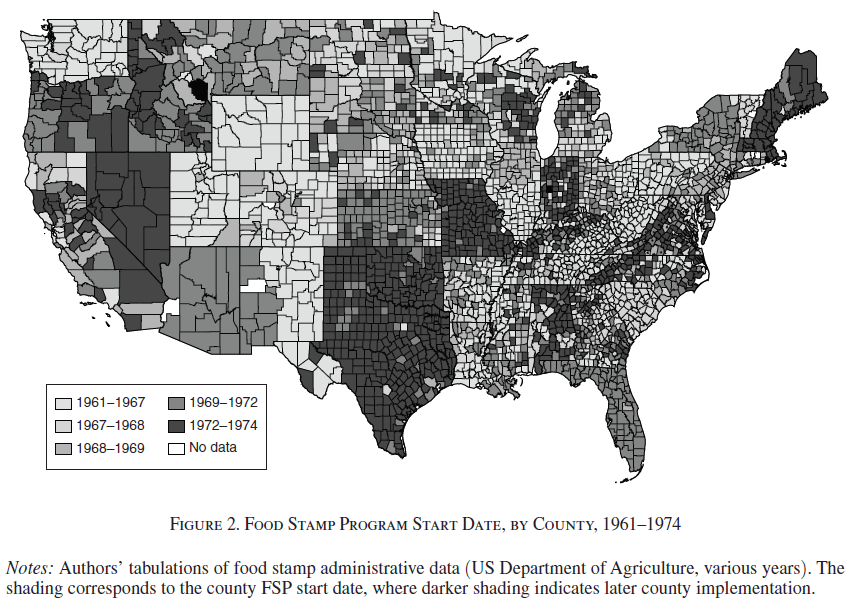 1961–1967
1969–1972
1967–1968
1972–1974
1968–1969
No data
FIGURE 2. FOOD STAMP PROGRAM START DATE, BY COUNTY, 1961–1974
Notes: Authors’ tabulations of food stamp administrative data (US Department of Agriculture, various years). The
shading corresponds to the county FSP start date, where darker shading indicates later county implementation.